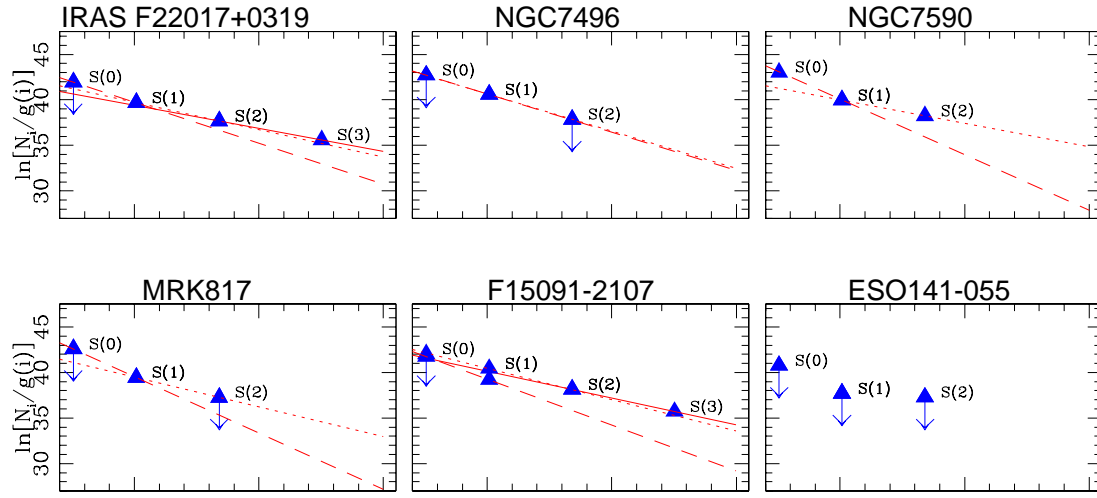 IRAS F22017+0319 NGC7496 NGC7590
ln[N_i/g(i)]
45
40
35
30
S(0)
S(1)
S(2)
S(3)
S(0)
S(1)
S(2)
S(0)
S(1)
S(2)
MRK817 F15091-2107 ESO141-055
ln[N_i/g(i)]
45
40
35
30
S(0)
S(1)
S(2)
S(0)
S(1)
S(2)
S(3)
S(0)
S(1)
S(2)